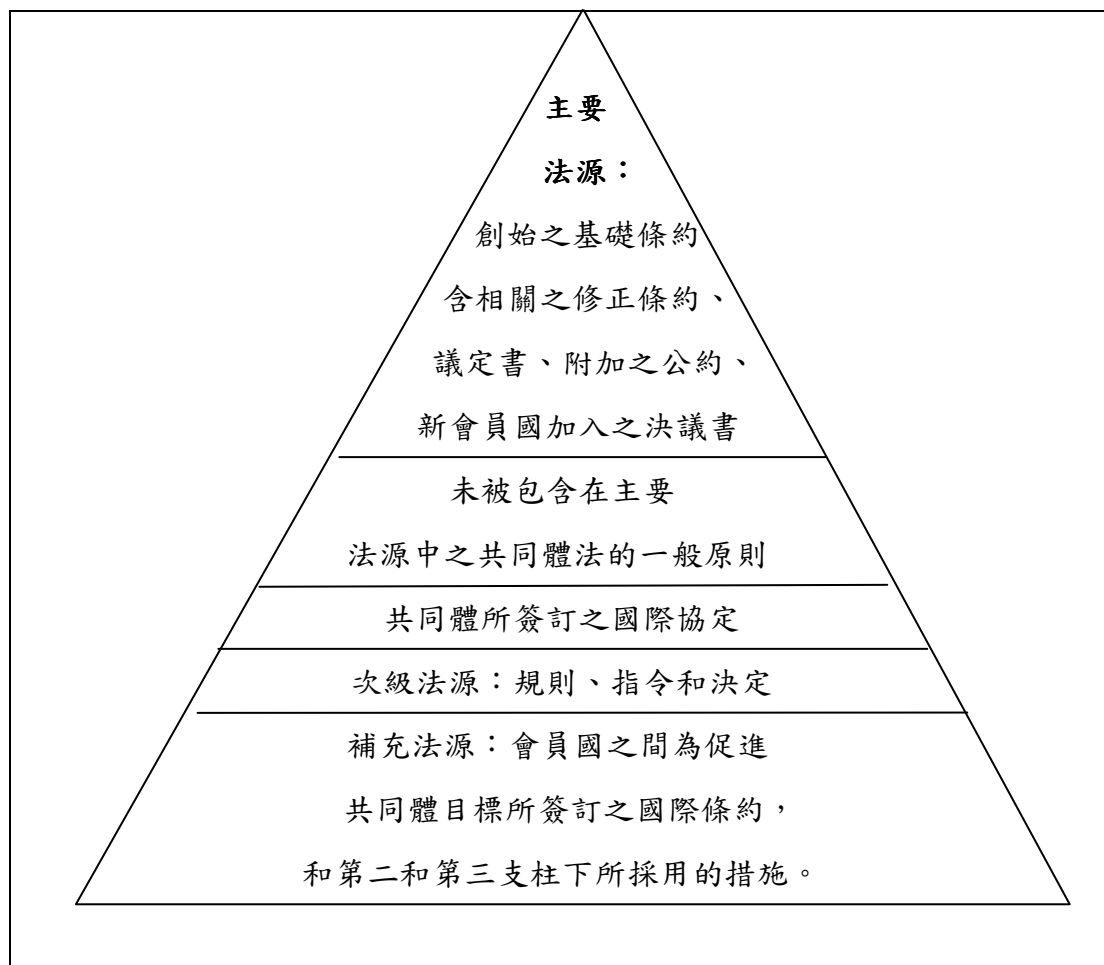 主要
法源：
創始之基礎條約
含相關之修正條約、
議定書、附加之公約、
新會員國加入之決議書
未被包含在主要
法源中之共同體法的一般原則
共同體所簽訂之國際協定
次級法源：規則、指令和決定
補充法源：會員國之間為促進
共同體目標所簽訂之國際條約，
和第二和第三支柱下所採用的措施。